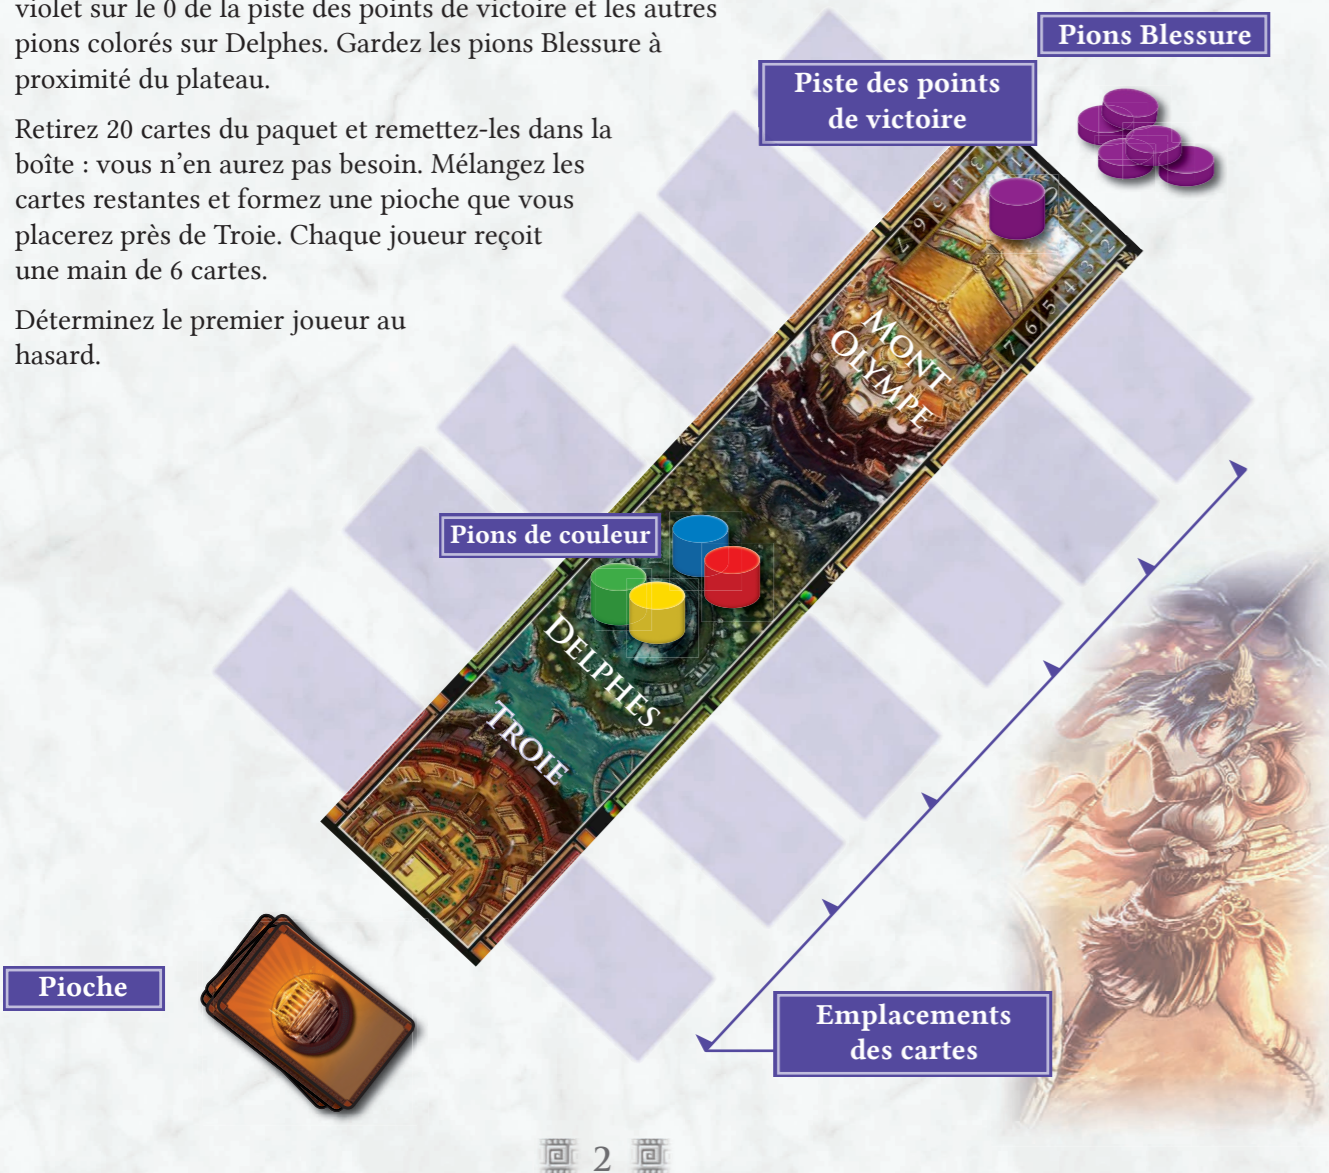 violet sur le 0 de la piste des points de victoire et les autres
pions colorés sur Delphes. Gardez les pions Blessure à
proximité du plateau.
Retirez 20 cartes du paquet et remettez-les dans la
boîte : vous n’en aurez pas besoin. Mélangez les
cartes restantes et formez une pioche que vous
placerez près de Troie. Chaque joueur reçoit
une main de 6 cartes.
Déterminez le premier joueur au
hasard.
Pions Blessure
Piste des points
de victoire
MONT
OLYMPE
Pions de couleur
DELPHES
TROIE
Pioche
Emplacements
des cartes
2